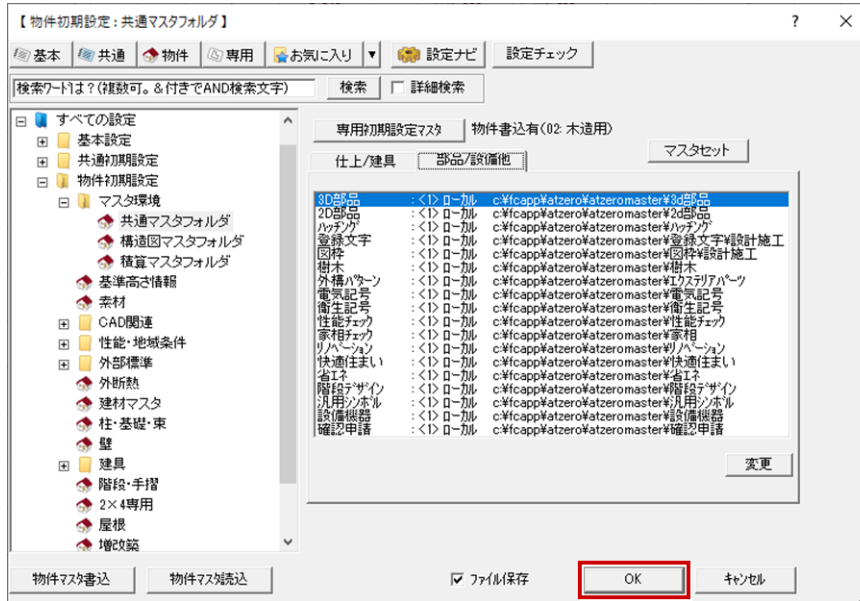 【 物件初期設定 : 共通マスタフォルダ 】
? ×
基本 共通 物件 専用 お気に入り ▼ 設定ナビ 設定チェック
検索ワードは？(複数可。＆付きでAND検索文字) 検索 詳細検索
すべての設定
基本設定
共通初期設定
物件初期設定
マスタ環境
共通マスタフォルダ
構造図マスタフォルダ
積算マスタフォルダ
基準高さ情報
素材
CAD関連
性能・地域条件
外部標準
外断熱
建材マスタ
柱・基礎・束
壁
建具
階段・手摺
2×4専用
屋根
増改築
専用初期設定マスタ 物件書込有(02: 木造用)
マスタセット
仕上/建具 部品/設備他
3D部品 : <1> ローカル c:¥fcapp¥atzero¥atzeromaster¥3d部品
2D部品 : <1> ローカル c:¥fcapp¥atzero¥atzeromaster¥2d部品
ハッチング : <1> ローカル c:¥fcapp¥atzero¥atzeromaster¥ハッチング
登録文字 : <1> ローカル c:¥fcapp¥atzero¥atzeromaster¥登録文字¥設計施工
図枠 : <1> ローカル c:¥fcapp¥atzero¥atzeromaster¥図枠¥設計施工
樹木 : <1> ローカル c:¥fcapp¥atzero¥atzeromaster¥樹木
外構パターン : <1> ローカル c:¥fcapp¥atzero¥atzeromaster¥エクステリアパーツ
電気記号 : <1> ローカル c:¥fcapp¥atzero¥atzeromaster¥電気記号
衛生記号 : <1> ローカル c:¥fcapp¥atzero¥atzeromaster¥衛生記号
性能チェック : <1> ローカル c:¥fcapp¥atzero¥atzeromaster¥性能チェック
家相チェック : <1> ローカル c:¥fcapp¥atzero¥atzeromaster¥家相
リノベーション : <1> ローカル c:¥fcapp¥atzero¥atzeromaster¥リノベーション
快適住まい : <1> ローカル c:¥fcapp¥atzero¥atzeromaster¥快適住まい
省エネ : <1> ローカル c:¥fcapp¥atzero¥atzeromaster¥省エネ
階段デザイン : <1> ローカル c:¥fcapp¥atzero¥atzeromaster¥階段デザイン
汎用シンボル : <1> ローカル c:¥fcapp¥atzero¥atzeromaster¥汎用シンボル
設備機器 : <1> ローカル c:¥fcapp¥atzero¥atzeromaster¥設備機器
確認申請 : <1> ローカル c:¥fcapp¥atzero¥atzeromaster¥確認申請
変更
物件マスタ書込 物件マスタ読込 ファイル保存 OK キャンセル